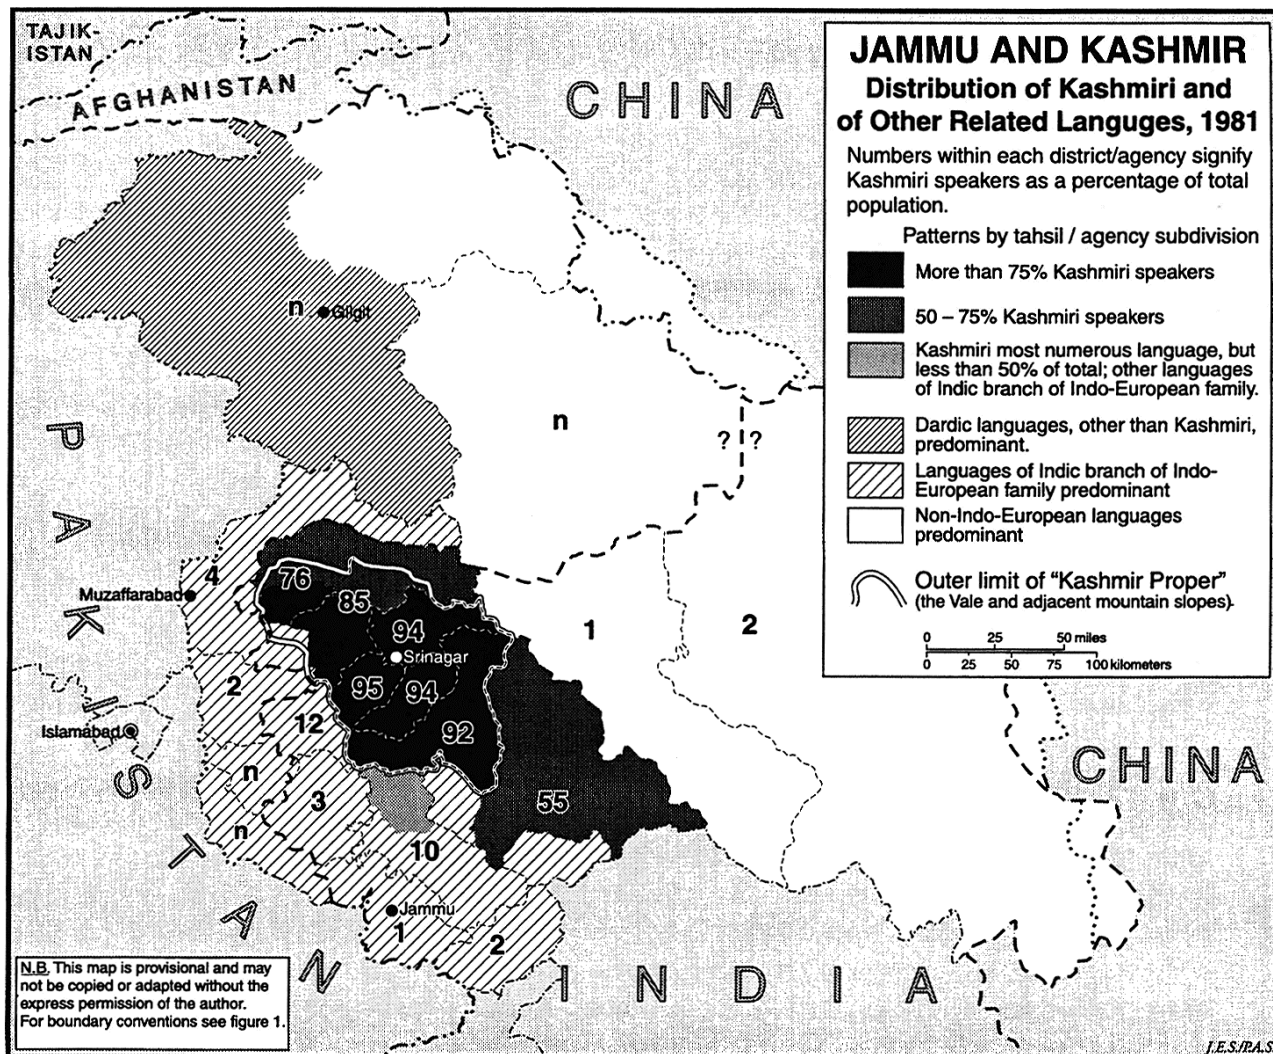 TAJIK-
ISTAN
AFGHANISTAN
CHINA
JAMMU AND KASHMIR
Distribution of Kashmiri and
of Other Related Languges, 1981
Numbers within each district/agency signify
Kashmiri speakers as a percentage of total
population.
Patterns by tahsil / agency subdivision
More than 75% Kashmiri speakers
50 – 75% Kashmiri speakers
Kashmiri most numerous language, but
less than 50% of total; other languages
of Indic branch of Indo-European family.
Dardic languages, other than Kashmiri,
predominant.
Languages of Indic branch of Indo-
European family predominant
Non-Indo-European languages
predominant
Outer limit of “Kashmir Proper”
(the Vale and adjacent mountain slopes).
0 25 50 miles
0 25 50 75 100 kilometers
n
Gilgit
n
? ?
PAKISTAN
76
4
Muzaffarabad
85
94
1
2
Srinagar
2
95
94
12
92
Islamabad
n
3
55
n
10
CHINA
Jammu
1
2
INDIA
N.B. This map is provisional and may
not be copied or adapted without the
express permission of the author.
For boundary conventions see figure 1.
J.E.S./P.A.S